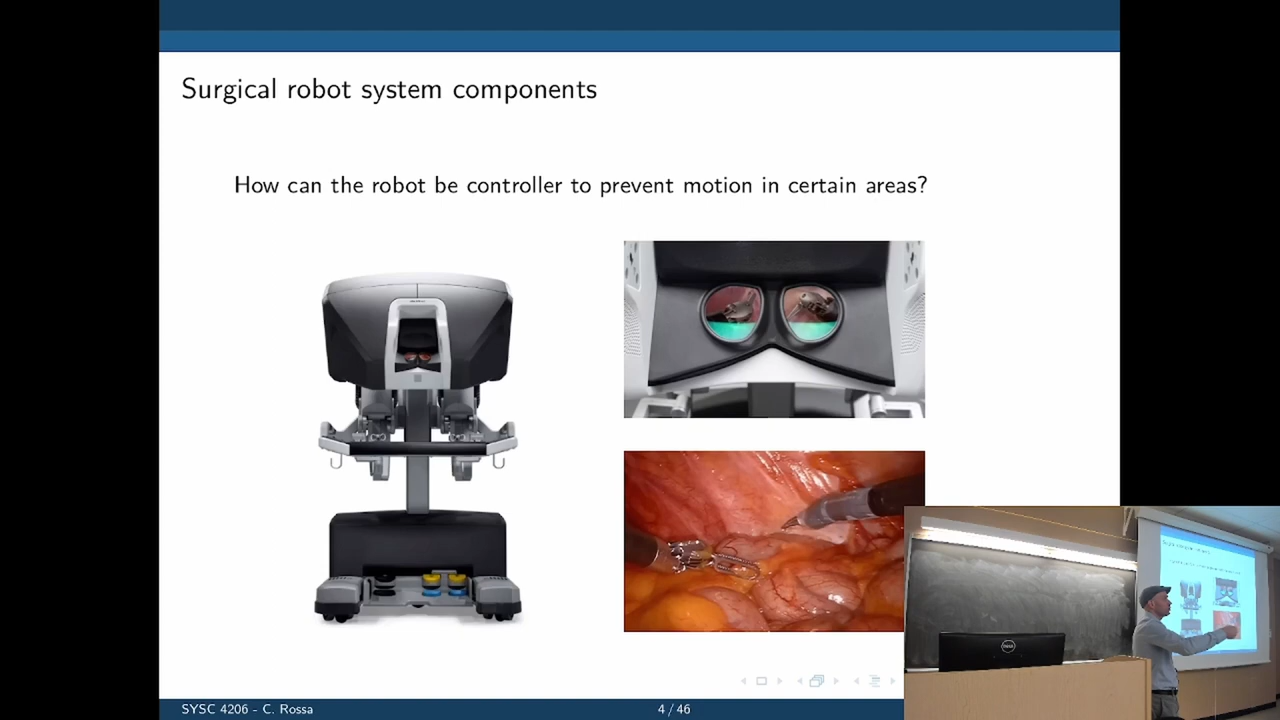 Surgical robot system components
How can the robot be controller to prevent motion in certain areas?
SYSC 4206 - C. Rossa
4 / 46
DELL